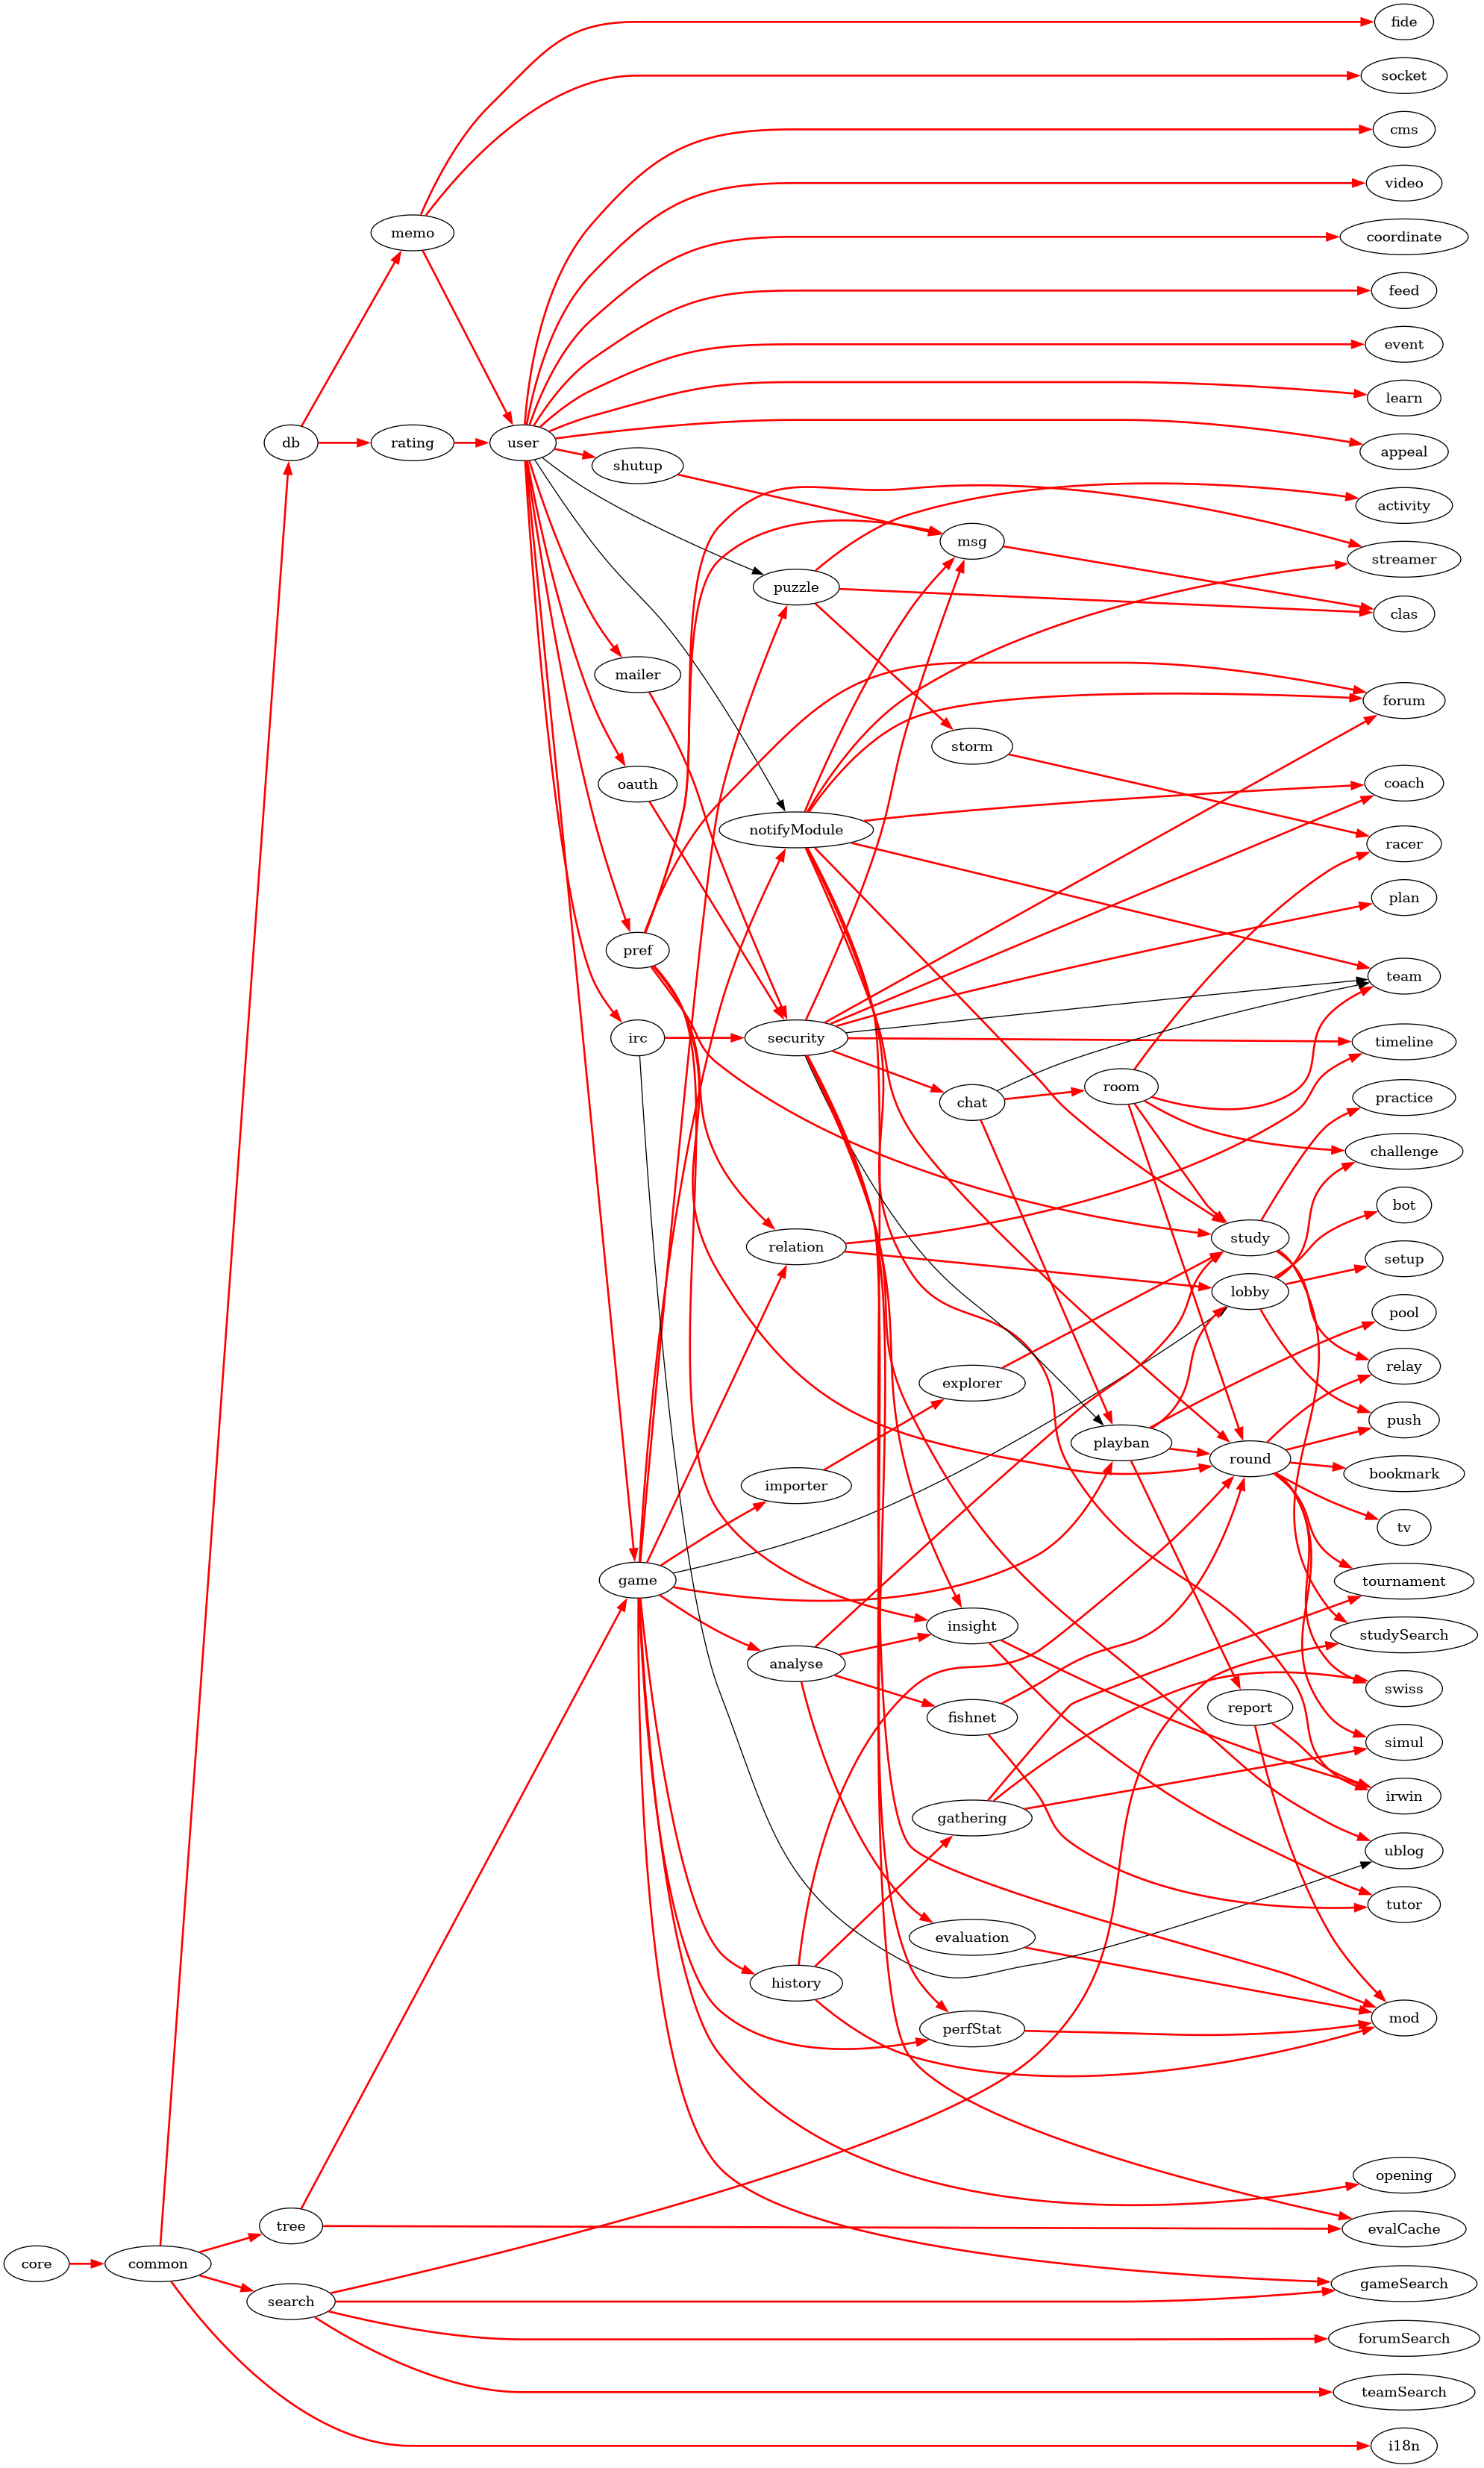 fide
socket
cms
video
coordinate
memo
feed
event
learn
db
rating
user
appeal
shutup
activity
msg
streamer
puzzle
clas
mailer
forum
storm
oauth
coach
notifyModule
racer
plan
pref
team
irc
security
timeline
room
chat
practice
challenge
bot
study
relation
setup
lobby
pool
relay
explorer
push
playban
round
bookmark
importer
tv
game
tournament
insight
studySearch
analyse
swiss
report
fishnet
simul
irwin
gathering
ublog
tutor
evaluation
history
mod
perfStat
opening
tree
evalCache
core
common
gameSearch
search
forumSearch
teamSearch
i18n